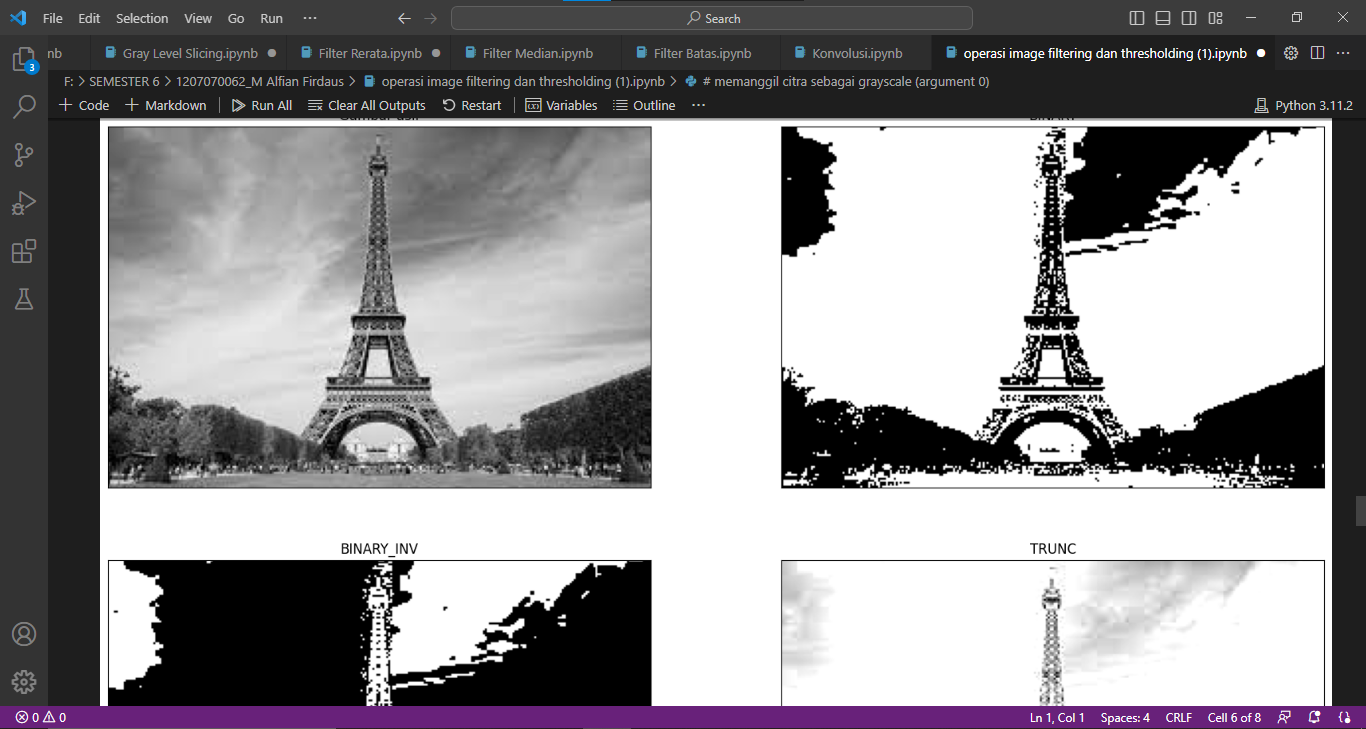 File Edit Selection View Go Run ··· Search
nb Gray Level Slicing.ipynb Filter Rerata.ipynb Filter Median.ipynb Filter Batas.ipynb Konvolusi.ipynb operasi image filtering dan thresholding (1).ipynb
3
F: > SEMESTER 6 > 1207070062_M Alfian Firdaus > operasi image filtering dan thresholding (1).ipynb > # memanggil citra sebagai grayscale (argument 0)
+ Code + Markdown Run All Clear All Outputs Restart Variables Outline ··· Python 3.11.2
BINARY
BINARY_INV TRUNC
0 0 Ln 1, Col 1 Spaces: 4 CRLF Cell 6 of 8